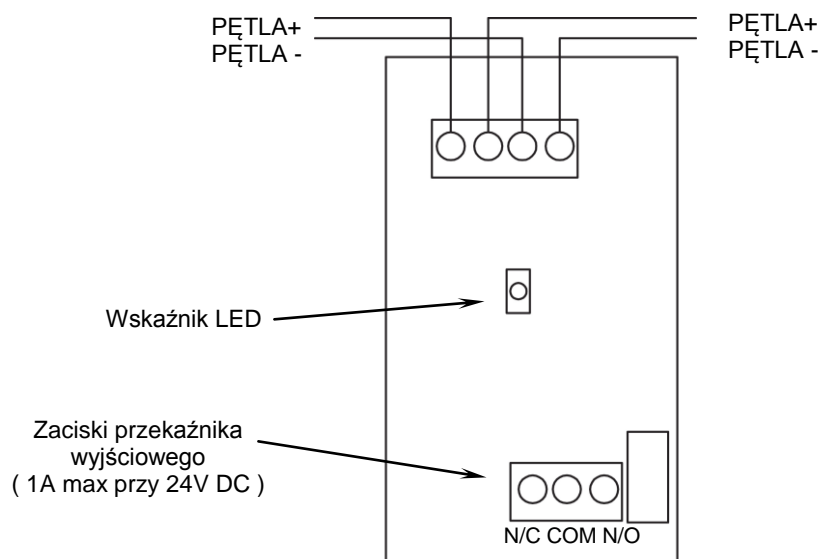 PĘTLA+
PĘTLA -
PĘTLA+
PĘTLA -
Wskaźnik LED
Zaciski przekaźnika
wyjściowego
( 1A max przy 24V DC )
N/C COM N/O